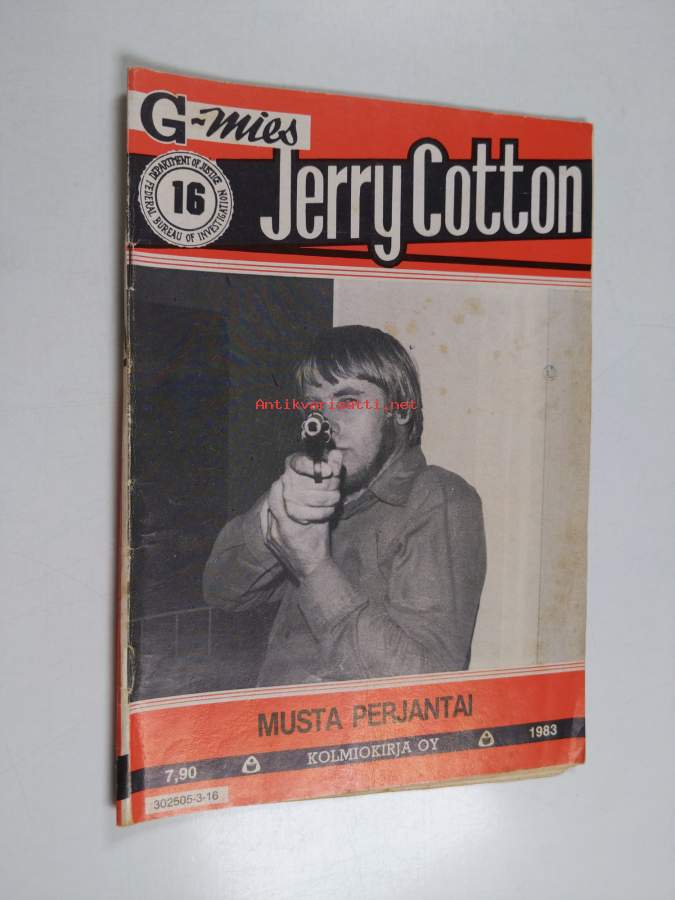 G-mies
Jerry Cotton
DEPARTMENT OF JUSTICE
16
FEDERAL BUREAU OF INVESTIGATION
Antikvariaatti.net
MUSTA PERJANTAI
7,90 KOLMIOKIRJA OY 1983
302505-3-16